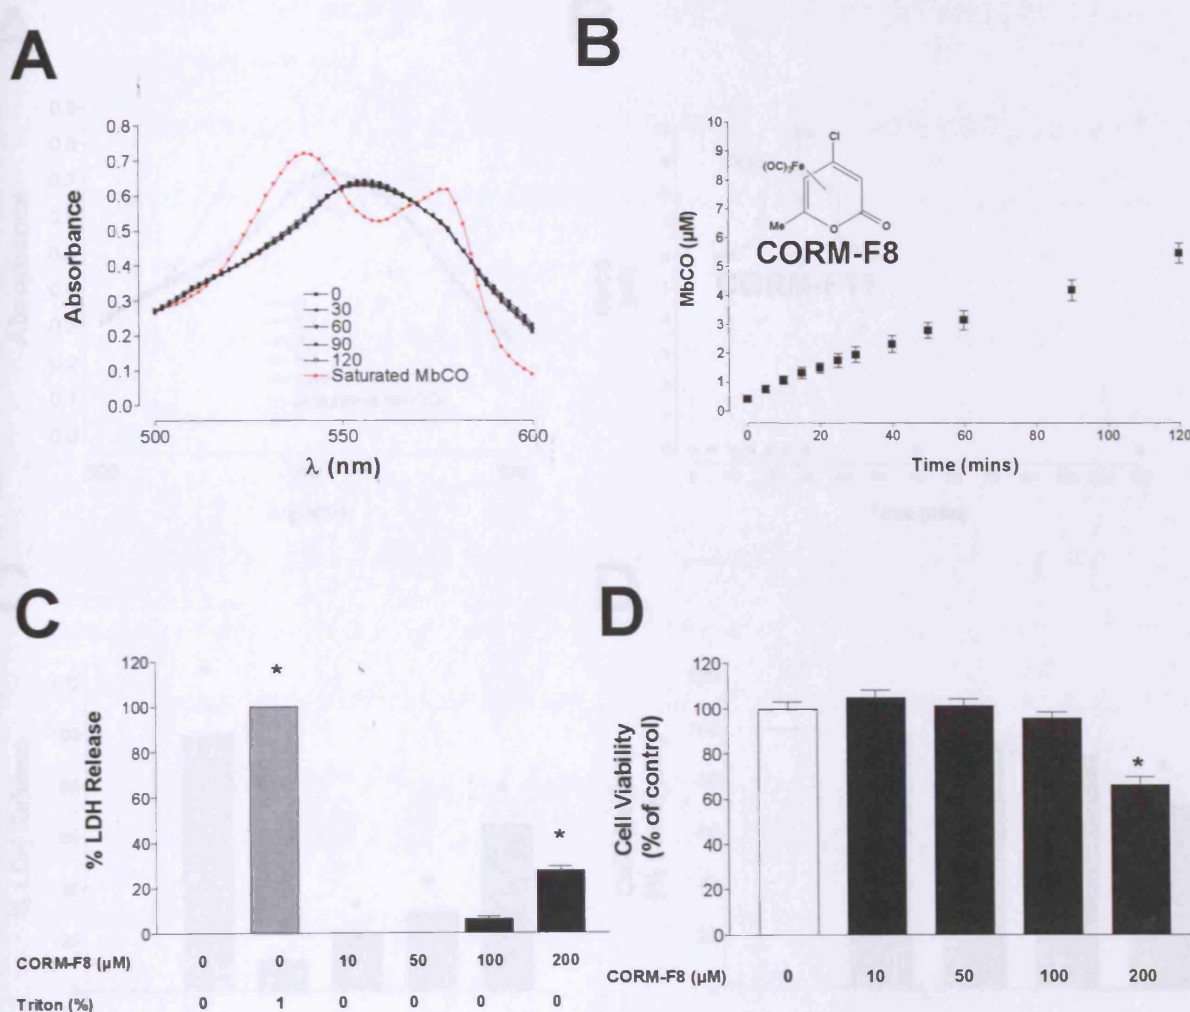 A
0.8
0.7
0.6
0.5
0.4
0.3
0.2
0.1
0.0
Absorbance
0
30
60
90
120
Saturated MbCO
500 550 600
λ (nm)
B
10
9
8
7
6
5
4
3
2
1
0
MbCO (µM)
Cl
(OC)₃Fe
Me
O
O
CORM-F8
0 20 40 60 80 100 120
Time (mins)
C
120
100
80
60
40
20
0
% LDH Release
*
*
CORM-F8 (µM) 0 0 10 50 100 200
Triton (%) 0 1 0 0 0 0
D
120
100
80
60
40
20
0
Cell Viability
(% of control)
*
CORM-F8 (µM) 0 10 50 100 200